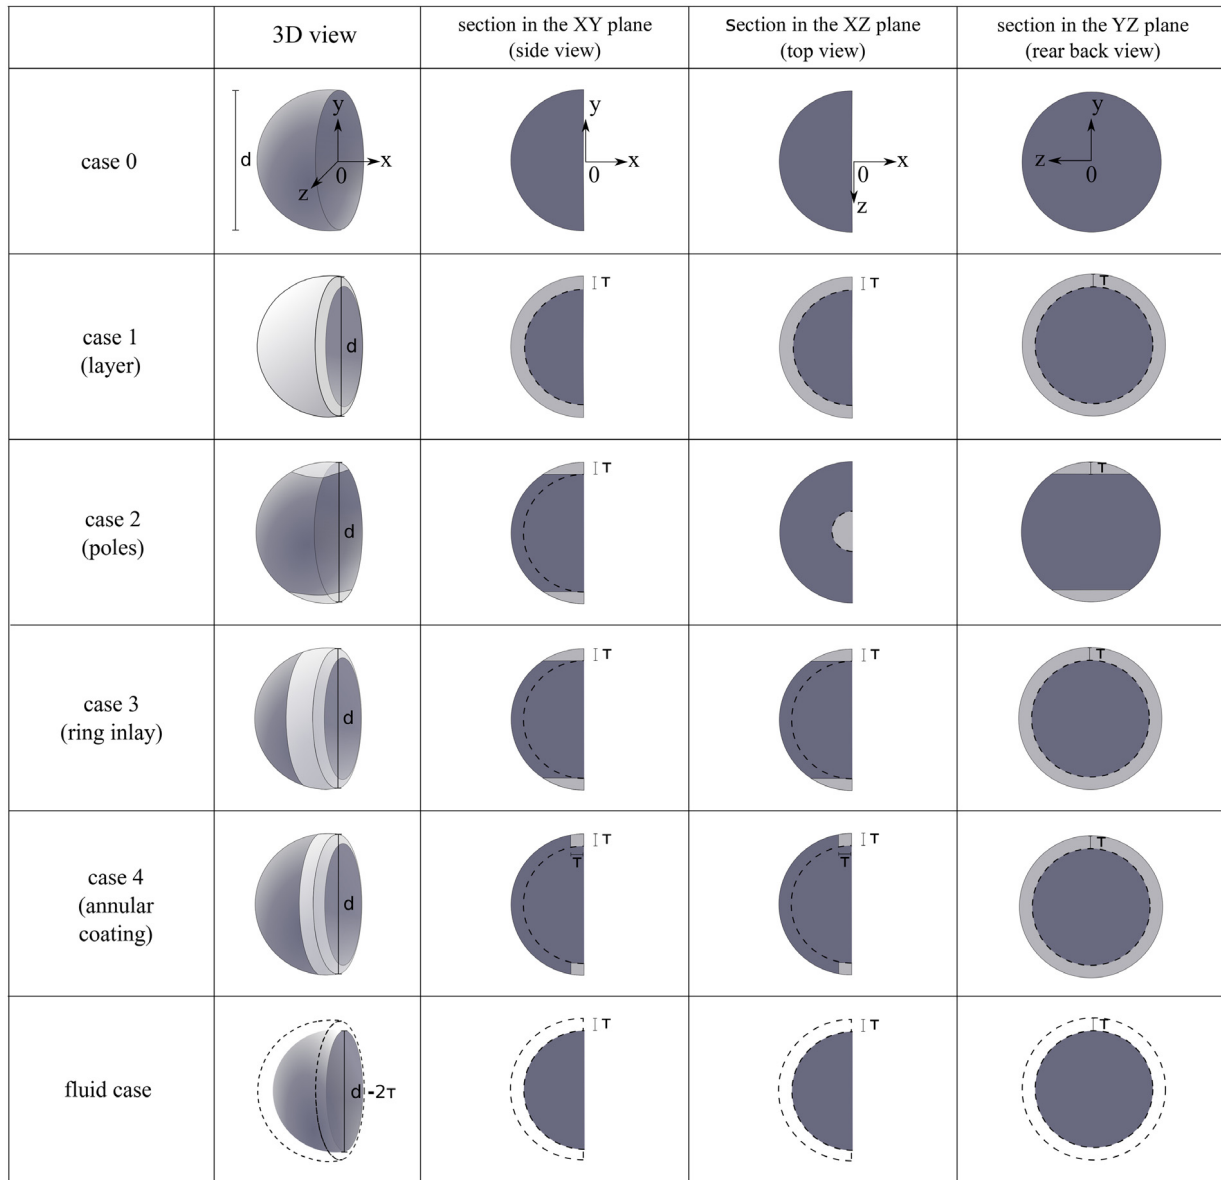 3D view
section in the XY plane
(side view)
Section in the XZ plane
(top view)
section in the YZ plane
(rear back view)
case 0
d
y
x
0
z
y
x
0
x
0
z
y
z
0
case 1
(layer)
d
T
T
T
case 2
(poles)
d
T
T
case 3
(ring inlay)
d
T
T
T
case 4
(annular
coating)
d
T
T
T
T
T
fluid case
d -2T
T
T
T